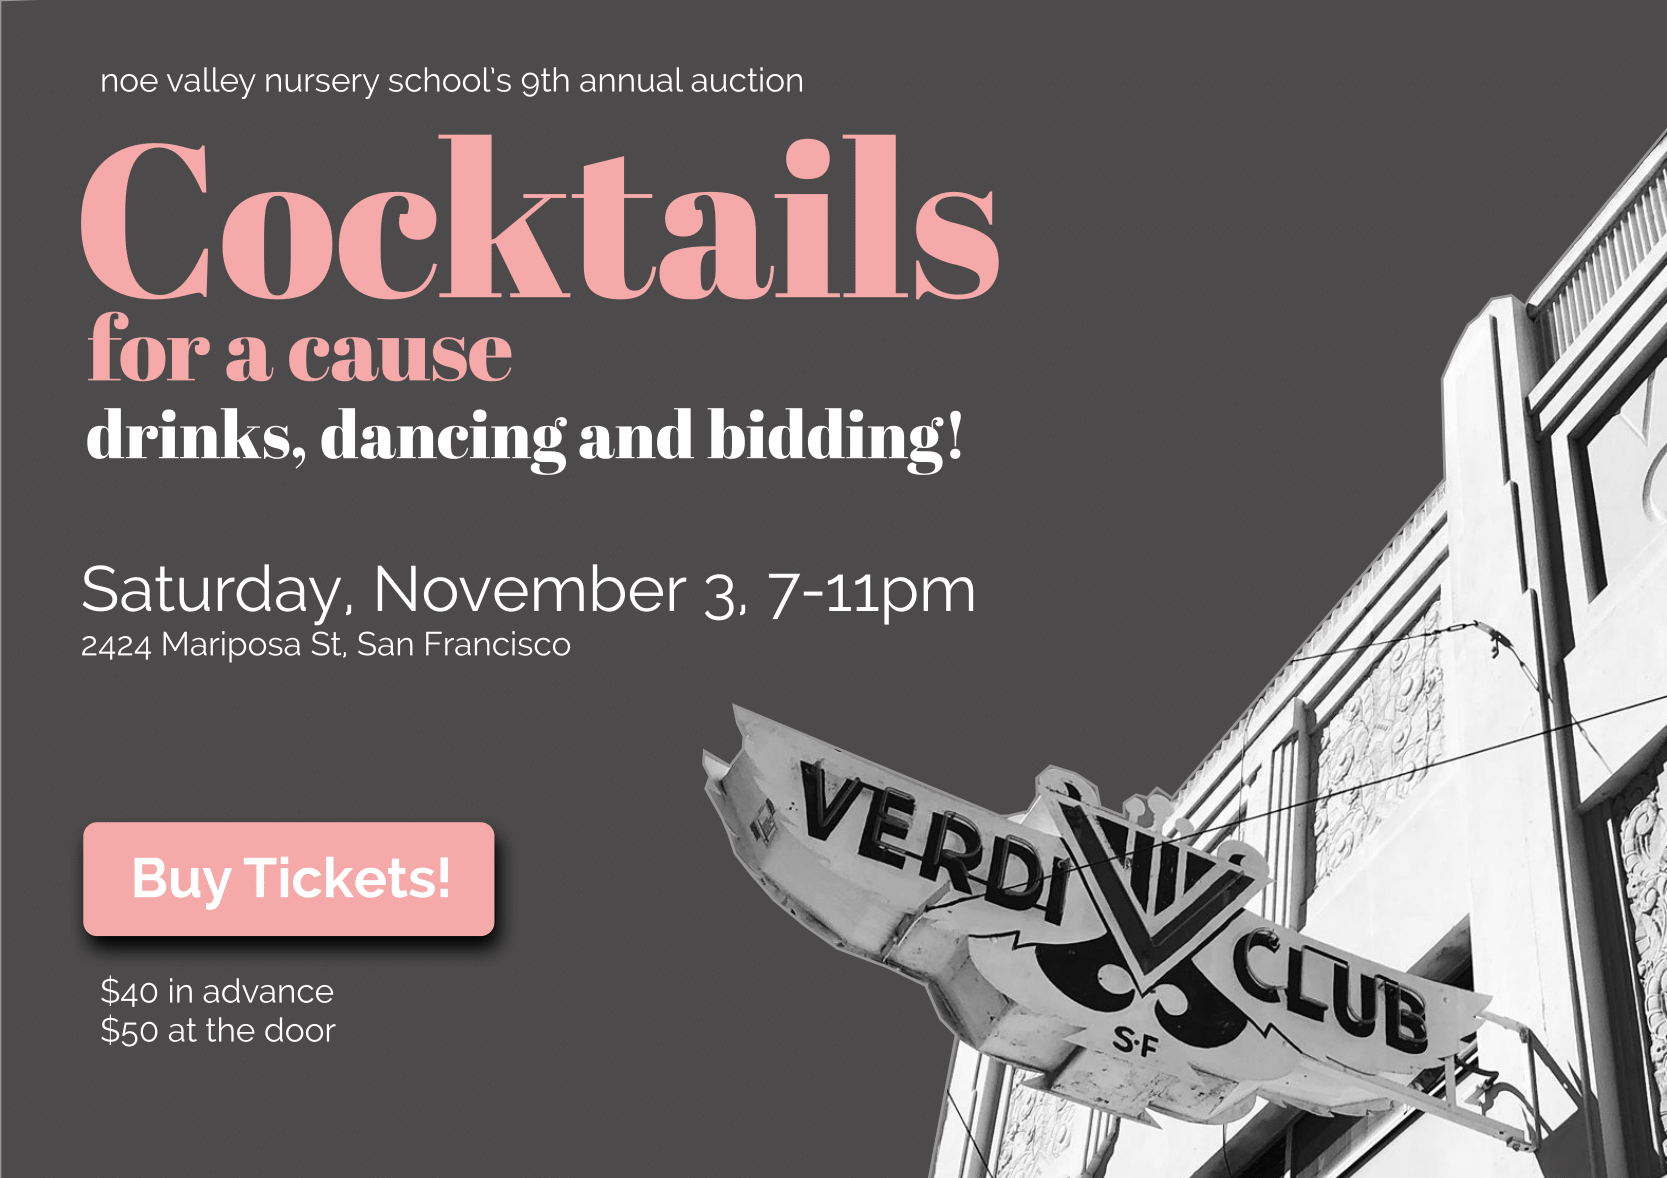 noe valley nursery school's 9th annual auction
Cocktails
for a cause
drinks, dancing and bidding!
Saturday, November 3, 7-11pm
2424 Mariposa St, San Francisco
Buy Tickets!
$40 in advance
$50 at the door
VERDI V CLUB
S·F